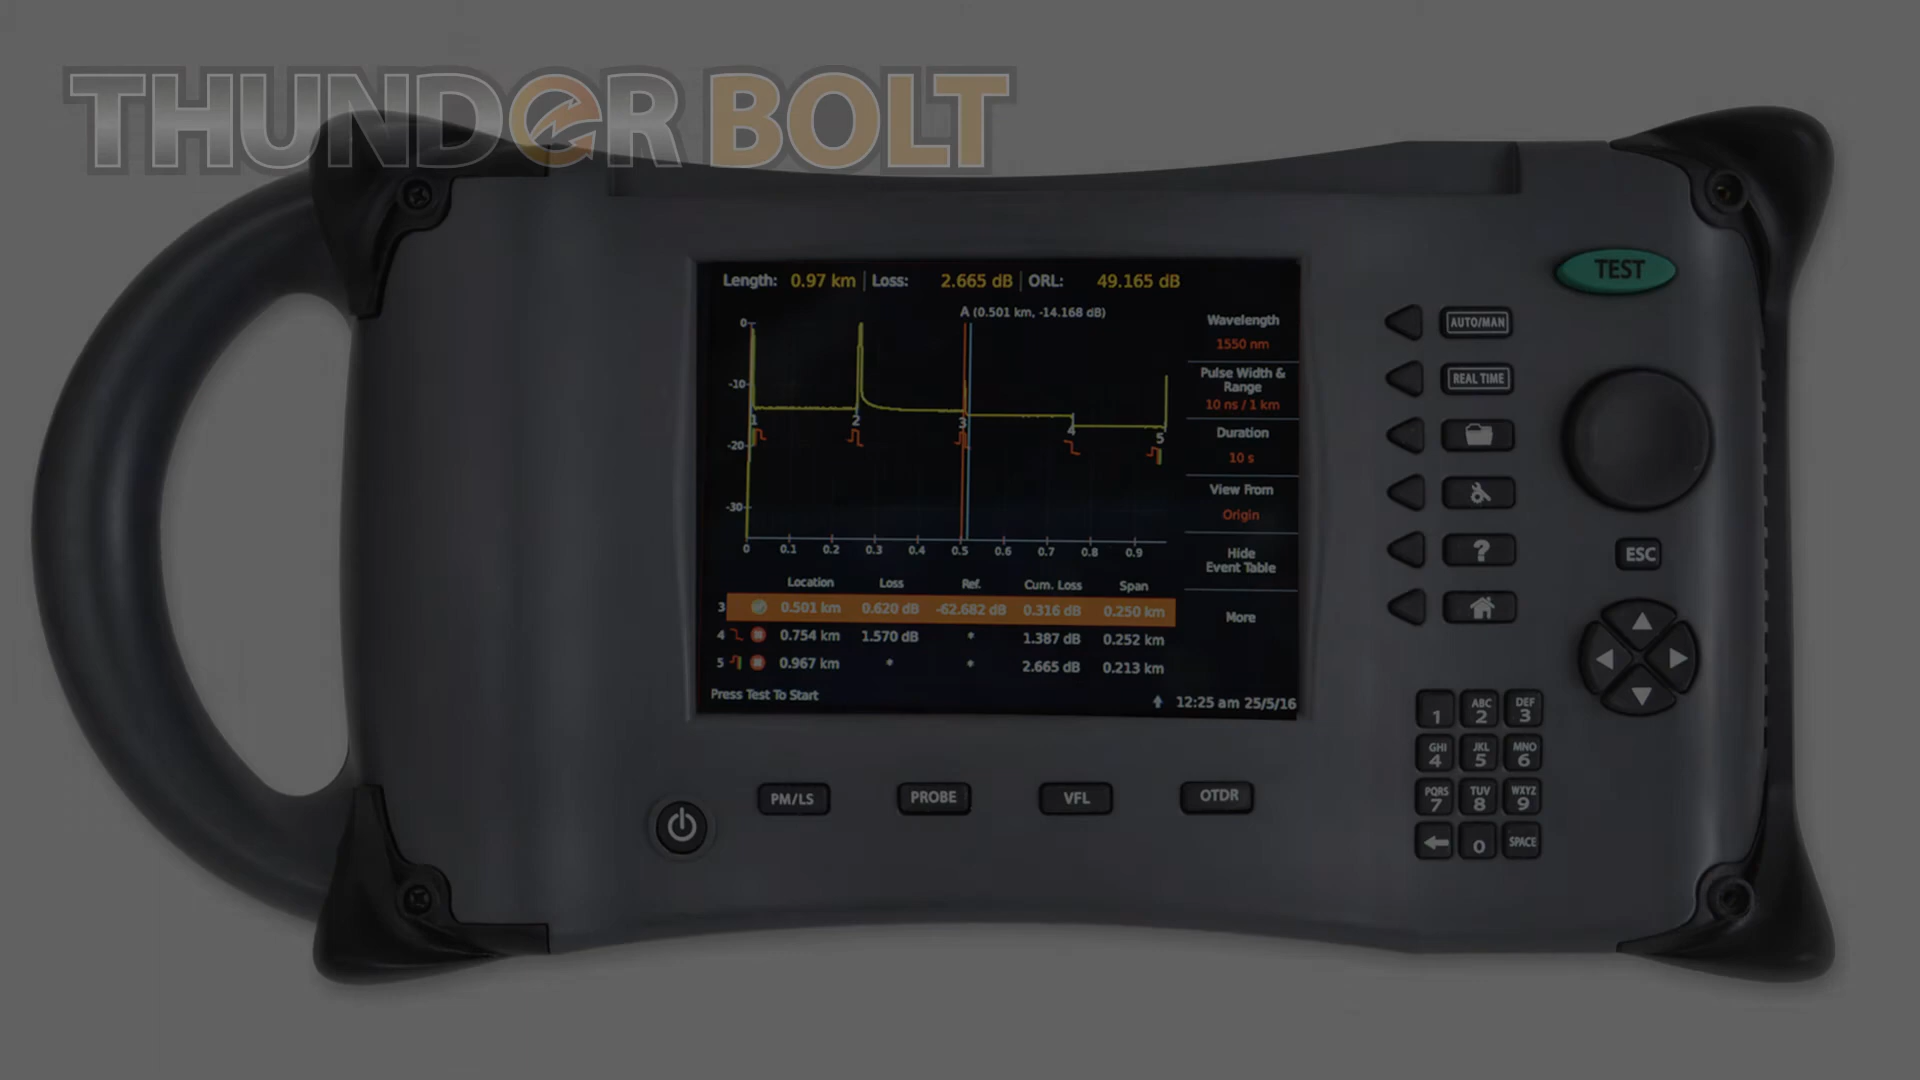 THUNDER BOLT
Length: 0.97 km | Loss: 2.665 dB | ORL: 49.165 dB
A (0.501 km, -14.168 dB)
0
-10
-20
-30
1 2 3 4 5
0 0.1 0.2 0.3 0.4 0.5 0.6 0.7 0.8 0.9
Wavelength
1550 nm
Pulse Width &
Range
10 ns / 1 km
Duration
10 s
View From
Origin
Hide
Event Table
More
Location Loss Ref. Cum. Loss Span
3 0.501 km 0.620 dB -62.682 dB 0.316 dB 0.250 km
4 0.754 km 1.570 dB * 1.387 dB 0.252 km
5 0.967 km * * 2.665 dB 0.213 km
Press Test To Start
12:25 am 25/5/16
TEST
AUTO/MAN
REAL TIME
?
ESC
1 ABC 2 DEF 3
GHI 4 JKL 5 MNO 6
PQRS 7 TUV 8 WXYZ 9
0 SPACE
PM/LS PROBE VFL OTDR